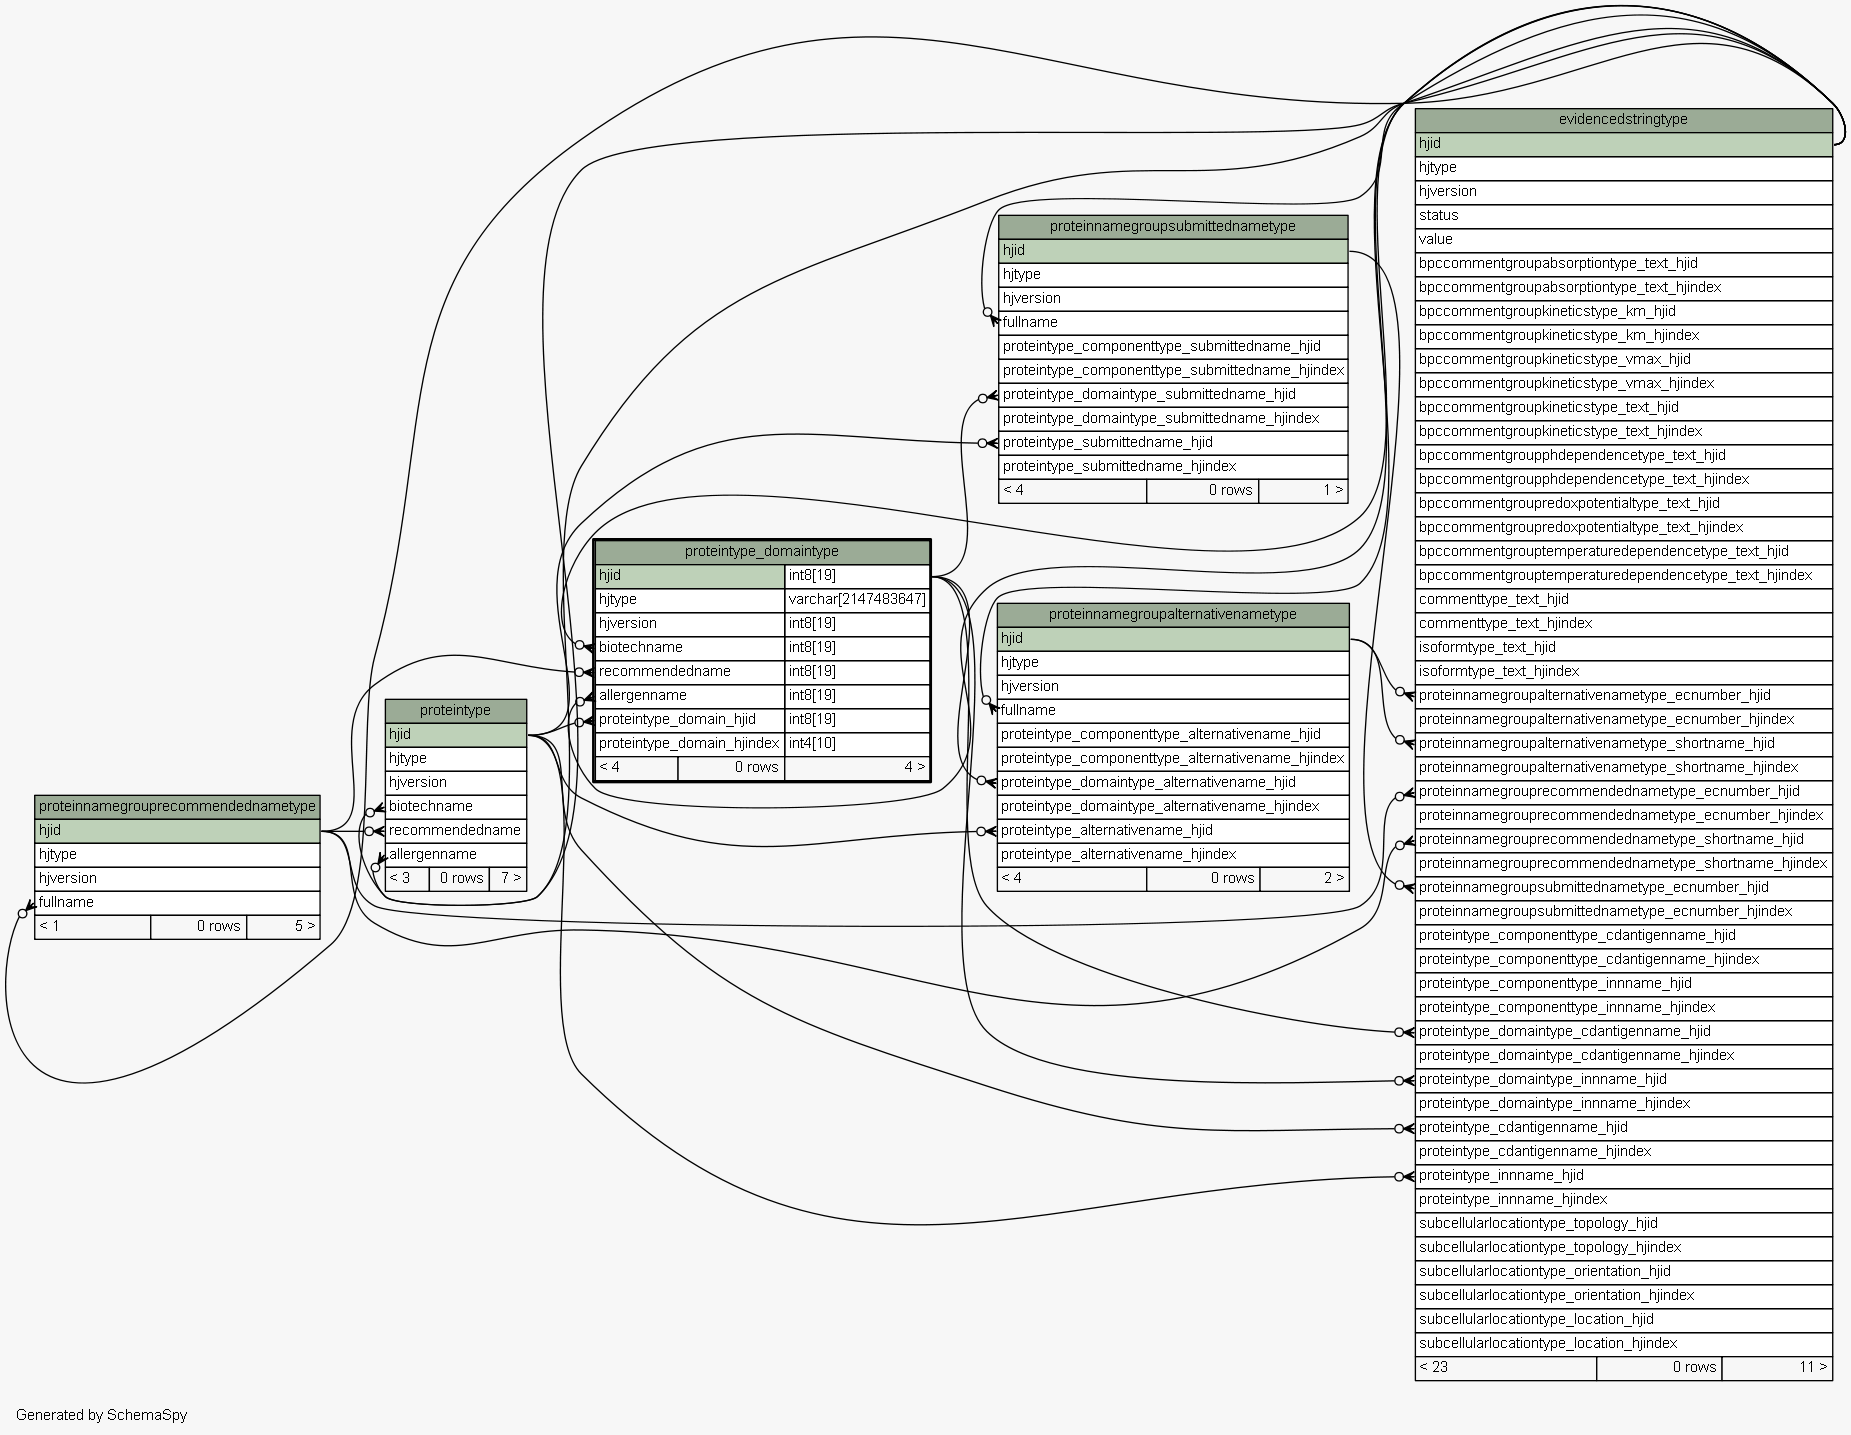 evidencedstringtype
hjid
hjtype
hjversion
status
value
bpccommentgroupabsorptiontype_text_hjid
bpccommentgroupabsorptiontype_text_hjindex
bpccommentgroupkineticstype_km_hjid
bpccommentgroupkineticstype_km_hjindex
bpccommentgroupkineticstype_vmax_hjid
bpccommentgroupkineticstype_vmax_hjindex
bpccommentgroupkineticstype_text_hjid
bpccommentgroupkineticstype_text_hjindex
bpccommentgroupphdependencetype_text_hjid
bpccommentgroupphdependencetype_text_hjindex
bpccommentgroupredoxpotentialtype_text_hjid
bpccommentgroupredoxpotentialtype_text_hjindex
bpccommentgrouptemperaturedependencetype_text_hjid
bpccommentgrouptemperaturedependencetype_text_hjindex
commenttype_text_hjid
commenttype_text_hjindex
isoformtype_text_hjid
isoformtype_text_hjindex
proteinnamegroupalternativenametype_ecnumber_hjid
proteinnamegroupalternativenametype_ecnumber_hjindex
proteinnamegroupalternativenametype_shortname_hjid
proteinnamegroupalternativenametype_shortname_hjindex
proteinnamegrouprecommendednametype_ecnumber_hjid
proteinnamegrouprecommendednametype_ecnumber_hjindex
proteinnamegrouprecommendednametype_shortname_hjid
proteinnamegrouprecommendednametype_shortname_hjindex
proteinnamegroupsubmittednametype_ecnumber_hjid
proteinnamegroupsubmittednametype_ecnumber_hjindex
proteintype_componenttype_cdantigenname_hjid
proteintype_componenttype_cdantigenname_hjindex
proteintype_componenttype_innname_hjid
proteintype_componenttype_innname_hjindex
proteintype_domaintype_cdantigenname_hjid
proteintype_domaintype_cdantigenname_hjindex
proteintype_domaintype_innname_hjid
proteintype_domaintype_innname_hjindex
proteintype_cdantigenname_hjid
proteintype_cdantigenname_hjindex
proteintype_innname_hjid
proteintype_innname_hjindex
subcellularlocationtype_topology_hjid
subcellularlocationtype_topology_hjindex
subcellularlocationtype_orientation_hjid
subcellularlocationtype_orientation_hjindex
subcellularlocationtype_location_hjid
subcellularlocationtype_location_hjindex
< 23 0 rows 11 >
proteinnamegroupsubmittednametype
hjid
hjtype
hjversion
fullname
proteintype_componenttype_submittedname_hjid
proteintype_componenttype_submittedname_hjindex
proteintype_domaintype_submittedname_hjid
proteintype_domaintype_submittedname_hjindex
proteintype_submittedname_hjid
proteintype_submittedname_hjindex
< 4 0 rows 1 >
proteintype_domaintype
hjid int8[19]
hjtype varchar[2147483647]
hjversion int8[19]
biotechname int8[19]
recommendedname int8[19]
allergenname int8[19]
proteintype_domain_hjid int8[19]
proteintype_domain_hjindex int4[10]
< 4 0 rows 4 >
proteinnamegroupalternativenametype
hjid
hjtype
hjversion
fullname
proteintype_componenttype_alternativename_hjid
proteintype_componenttype_alternativename_hjindex
proteintype_domaintype_alternativename_hjid
proteintype_domaintype_alternativename_hjindex
proteintype_alternativename_hjid
proteintype_alternativename_hjindex
< 4 0 rows 2 >
proteintype
hjid
hjtype
hjversion
biotechname
recommendedname
allergenname
< 3 0 rows 7 >
proteinnamegrouprecommendednametype
hjid
hjtype
hjversion
fullname
< 1 0 rows 5 >
Generated by SchemaSpy